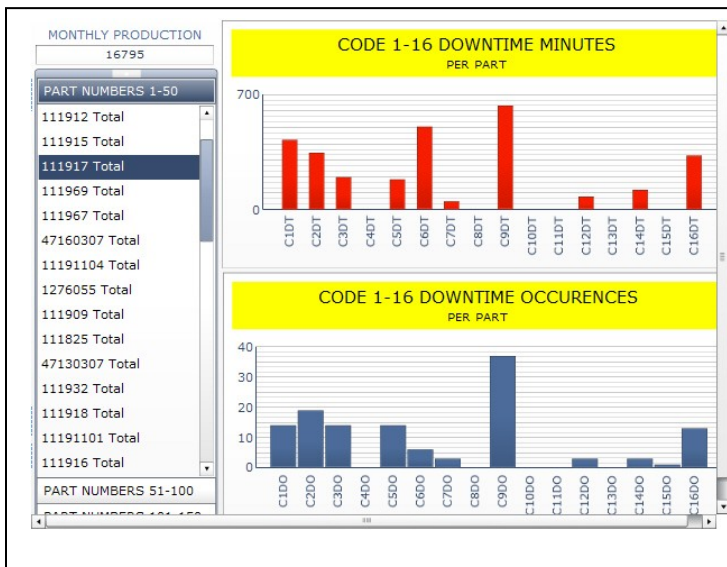 MONTHLY PRODUCTION
16795
PART NUMBERS 1-50
111912 Total
111915 Total
111917 Total
111969 Total
111967 Total
47160307 Total
11191104 Total
1276055 Total
111909 Total
111825 Total
47130307 Total
111932 Total
111918 Total
11191101 Total
111916 Total
PART NUMBERS 51-100
PART NUMBERS 101-150
CODE 1-16 DOWNTIME MINUTES
PER PART
700
0
C1DT
C2DT
C3DT
C4DT
C5DT
C6DT
C7DT
C8DT
C9DT
C10DT
C11DT
C12DT
C13DT
C14DT
C15DT
C16DT
CODE 1-16 DOWNTIME OCCURENCES
PER PART
40
30
20
10
0
C1DO
C2DO
C3DO
C4DO
C5DO
C6DO
C7DO
C8DO
C9DO
C10DO
C11DO
C12DO
C13DO
C14DO
C15DO
C16DO